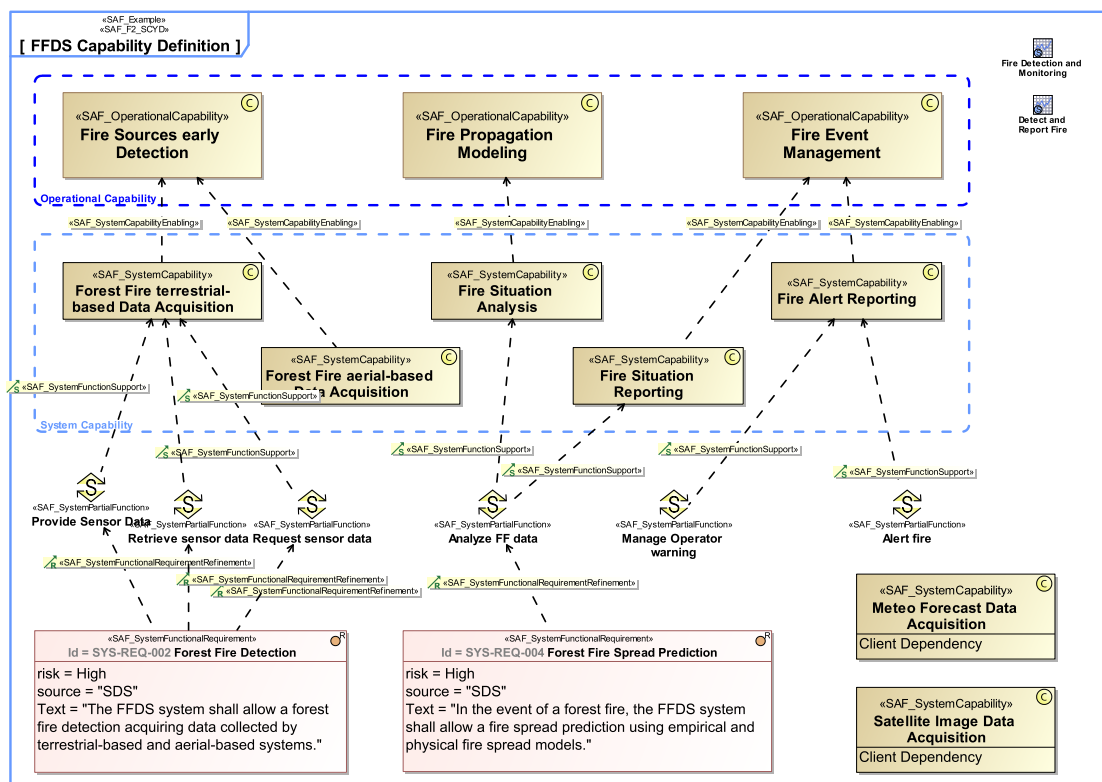 «SAF_Example»
«SAF_F2_SCYD»
[ FFDS Capability Definition ]
Fire Detection and
Monitoring
Detect and
Report Fire
C
«SAF_OperationalCapability»
Fire Sources early
Detection
C
«SAF_OperationalCapability»
Fire Propagation
Modeling
C
«SAF_OperationalCapability»
Fire Event
Management
Operational Capability
«SAF_SystemCapabilityEnabling»
«SAF_SystemCapabilityEnabling»
«SAF_SystemCapabilityEnabling»
«SAF_SystemCapabilityEnabling»
«SAF_SystemCapabilityEnabling»
C
«SAF_SystemCapability»
Forest Fire terrestrial-
based Data Acquisition
C
«SAF_SystemCapability»
Fire Situation
Analysis
C
«SAF_SystemCapability»
Fire Alert Reporting
C
«SAF_SystemCapability»
Forest Fire aerial-based
Data Acquisition
C
«SAF_SystemCapability»
Fire Situation
Reporting
S «SAF_SystemFunctionSupport»
S «SAF_SystemFunctionSupport»
System Capability
S «SAF_SystemFunctionSupport»
S «SAF_SystemFunctionSupport»
S «SAF_SystemFunctionSupport»
S «SAF_SystemFunctionSupport»
S «SAF_SystemFunctionSupport»
S
«SAF_SystemPartialFunction»
Provide Sensor Data
S
«SAF_SystemPartialFunction»
Retrieve sensor data
S
«SAF_SystemPartialFunction»
Request sensor data
S
«SAF_SystemPartialFunction»
Analyze FF data
S
«SAF_SystemPartialFunction»
Manage Operator
warning
S
«SAF_SystemPartialFunction»
Alert fire
R «SAF_SystemFunctionalRequirementRefinement»
R «SAF_SystemFunctionalRequirementRefinement»
R «SAF_SystemFunctionalRequirementRefinement»
R «SAF_SystemFunctionalRequirementRefinement»
C
«SAF_SystemCapability»
Meteo Forecast Data
Acquisition
Client Dependency
R
«SAF_SystemFunctionalRequirement»
Id = SYS-REQ-002 Forest Fire Detection
risk = High
source = "SDS"
Text = "The FFDS system shall allow a forest
fire detection acquiring data collected by
terrestrial-based and aerial-based systems."
R
«SAF_SystemFunctionalRequirement»
Id = SYS-REQ-004 Forest Fire Spread Prediction
risk = High
source = "SDS"
Text = "In the event of a forest fire, the FFDS system
shall allow a fire spread prediction using empirical and
physical fire spread models."
C
«SAF_SystemCapability»
Satellite Image Data
Acquisition
Client Dependency